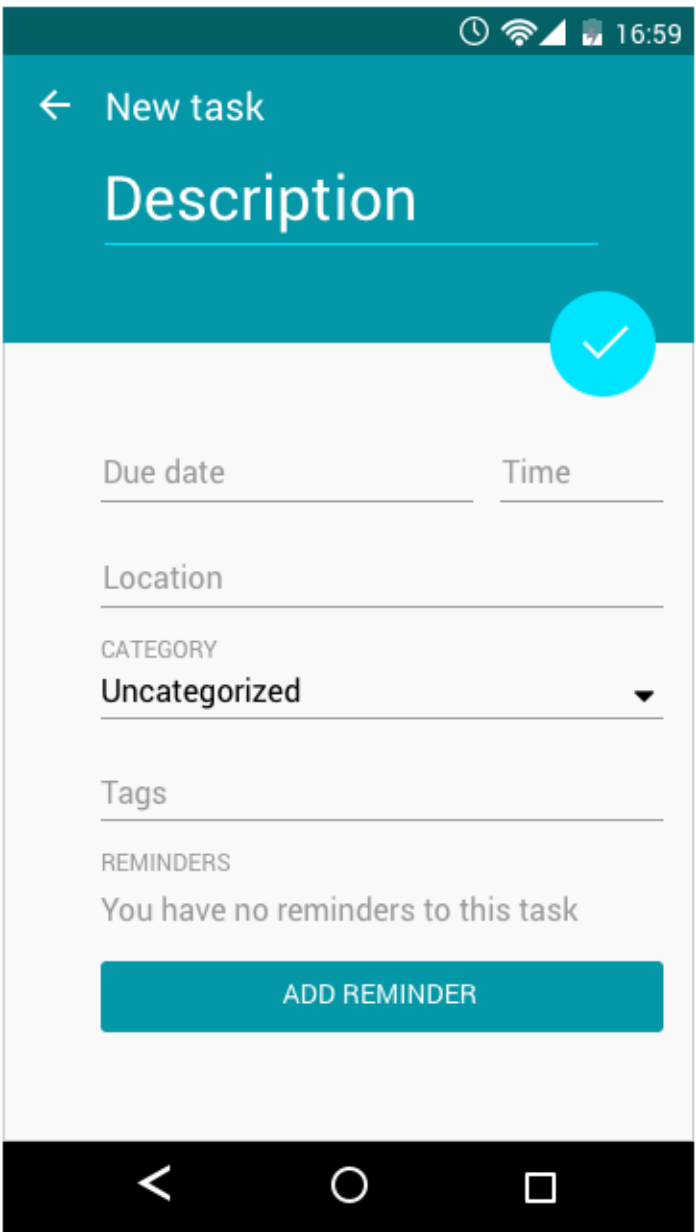 16:59
New task
Description
Due date Time
Location
CATEGORY
Uncategorized
Tags
REMINDERS
You have no reminders to this task
ADD REMINDER